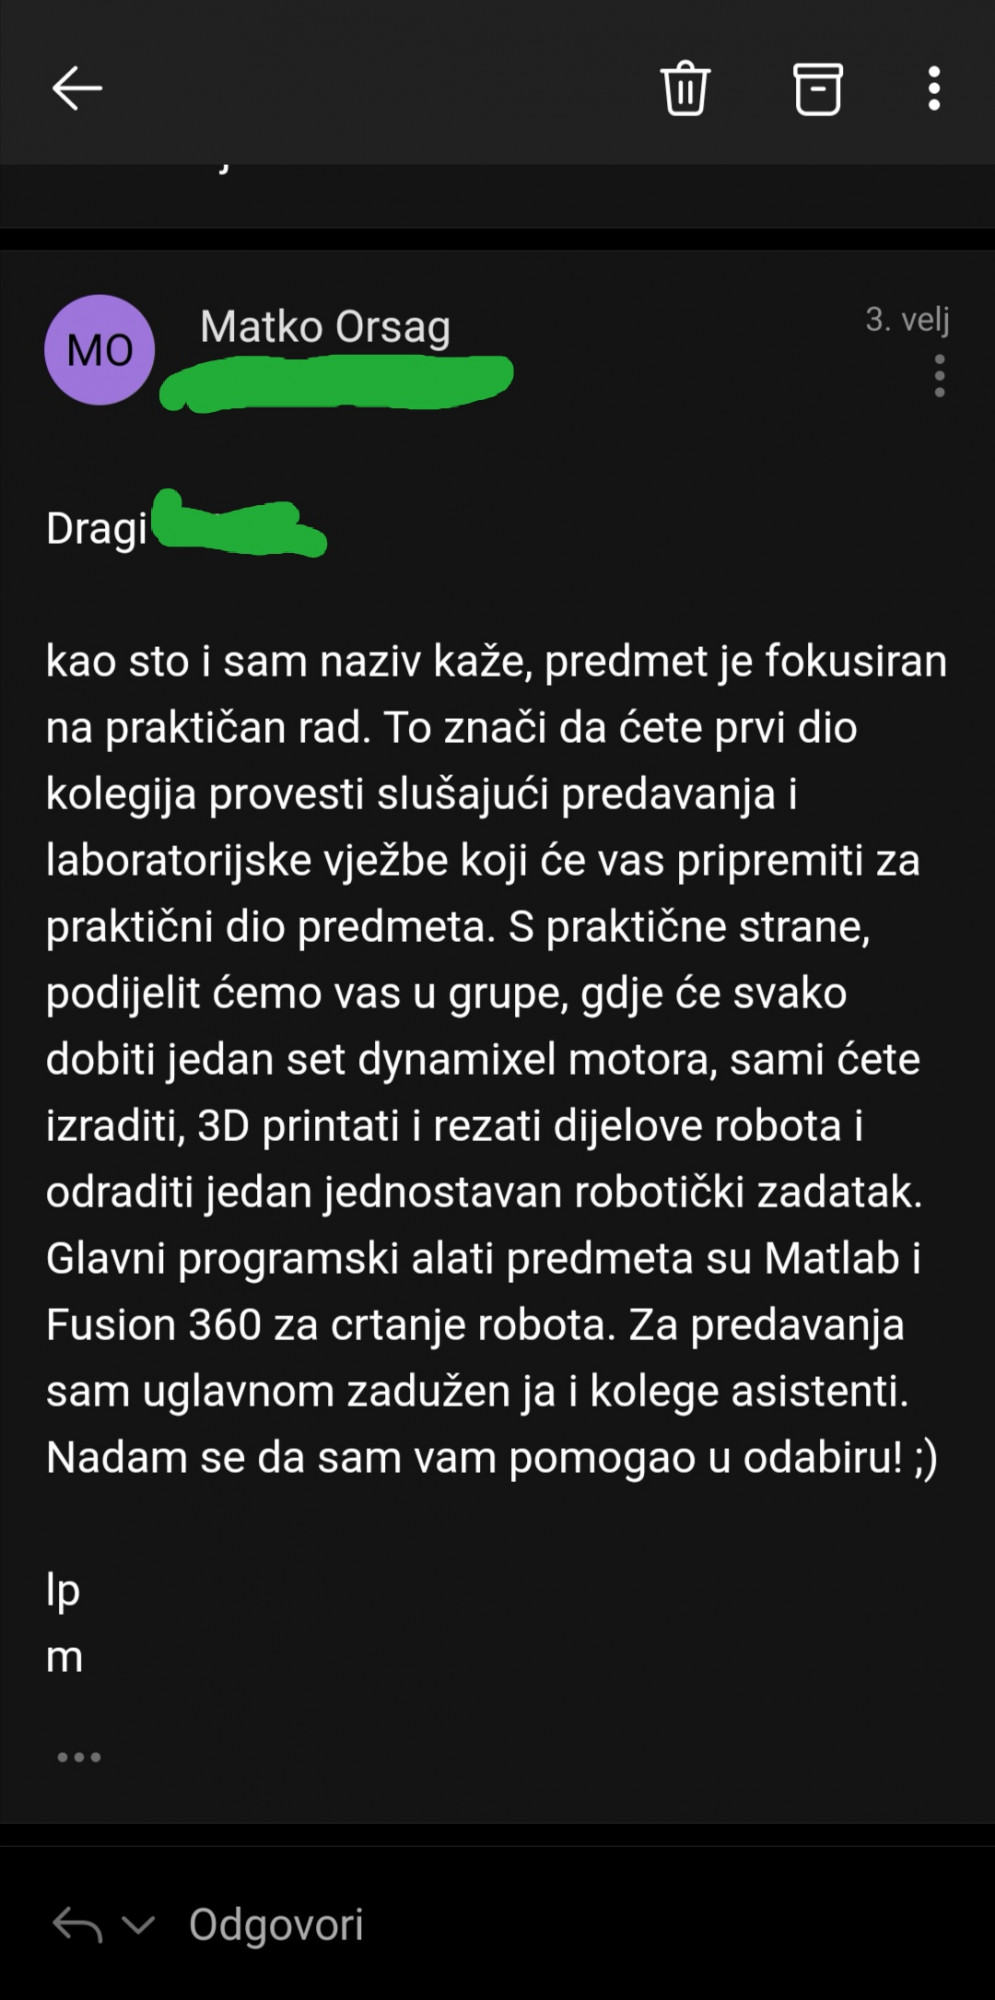 Matko Orsag
3. velj
MO
Dragi
kao sto i sam naziv kaže, predmet je fokusiran
na praktičan rad. To znači da ćete prvi dio
kolegija provesti slušajući predavanja i
laboratorijske vježbe koji će vas pripremiti za
praktični dio predmeta. S praktične strane,
podijelit ćemo vas u grupe, gdje će svako
dobiti jedan set dynamixel motora, sami ćete
izraditi, 3D printati i rezati dijelove robota i
odraditi jedan jednostavan robotički zadatak.
Glavni programski alati predmeta su Matlab i
Fusion 360 za crtanje robota. Za predavanja
sam uglavnom zadužen ja i kolege asistenti.
Nadam se da sam vam pomogao u odabiru! ;)
lp
m
Odgovori